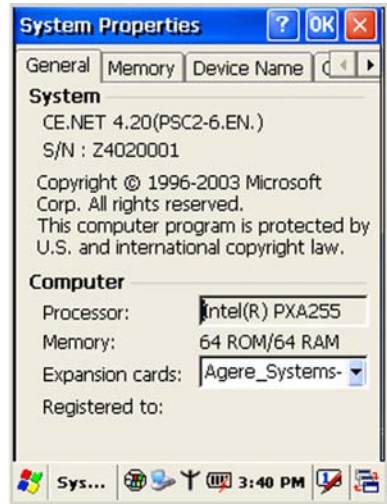 System Properties ? OK
General Memory Device Name
System
CE.NET 4.20(PSC2-6.EN.)
S/N : Z4020001
Copyright © 1996-2003 Microsoft
Corp. All rights reserved.
This computer program is protected by
U.S. and international copyright law.
Computer
Processor: Intel(R) PXA255
Memory: 64 ROM/64 RAM
Expansion cards: Agere_Systems-
Registered to:
Sys... 3:40 PM